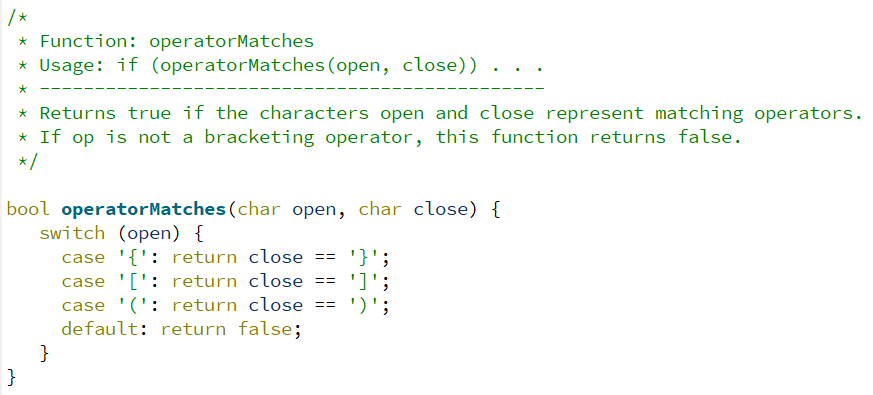 /*
 * Function: operatorMatches
 * Usage: if (operatorMatches(open, close)) . . .
 * ----------------------------------------------
 * Returns true if the characters open and close represent matching operators.
 * If op is not a bracketing operator, this function returns false.
 */

bool operatorMatches(char open, char close) {
   switch (open) {
     case '{': return close == '}';
     case '[': return close == ']';
     case '(': return close == ')';
     default: return false;
   }
}